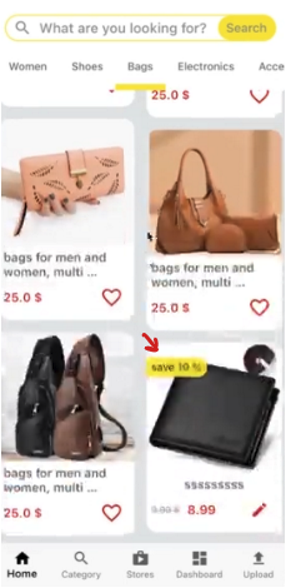 What are you looking for?
Search
Women
Shoes
Bags
Electronics
Acce
25.0 $
bags for men and
women, multi ...
25.0 $
bags for men and
women, multi ...
25.0 $
bags for men and
women, multi ...
25.0 $
save 10 %
sssssssss
9.99 $ 8.99
Home
Category
Stores
Dashboard
Upload